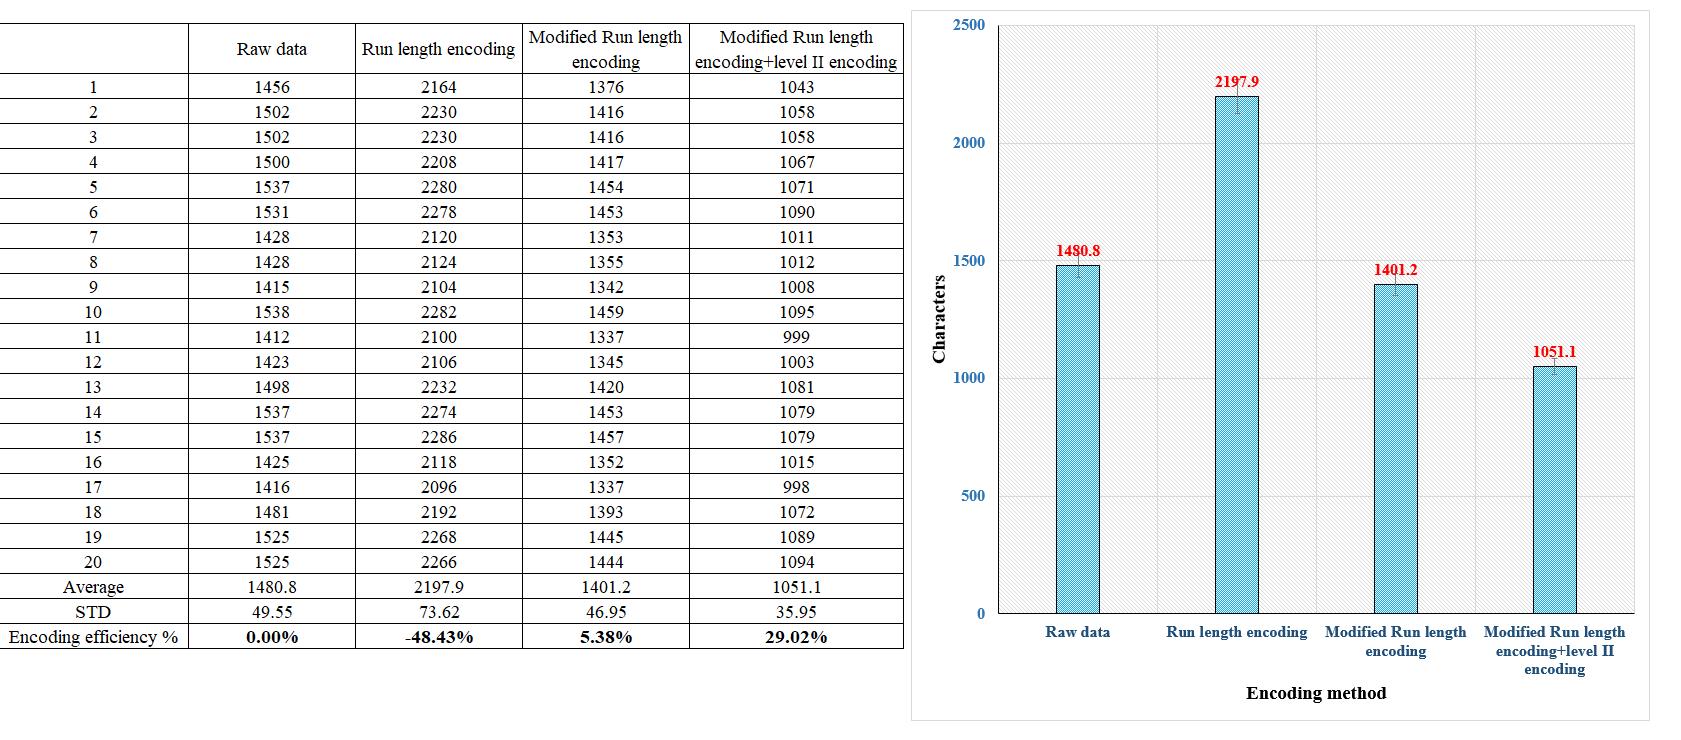 Raw data Run length encoding Modified Run length encoding Modified Run length encoding+level II encoding
1 1456 2164 1376 1043
2 1502 2230 1416 1058
3 1502 2230 1416 1058
4 1500 2208 1417 1067
5 1537 2280 1454 1071
6 1531 2278 1453 1090
7 1428 2120 1353 1011
8 1428 2124 1355 1012
9 1415 2104 1342 1008
10 1538 2282 1459 1095
11 1412 2100 1337 999
12 1423 2106 1345 1003
13 1498 2232 1420 1081
14 1537 2274 1453 1079
15 1537 2286 1457 1079
16 1425 2118 1352 1015
17 1416 2096 1337 998
18 1481 2192 1393 1072
19 1525 2268 1445 1089
20 1525 2266 1444 1094
Average 1480.8 2197.9 1401.2 1051.1
STD 49.55 73.62 46.95 35.95
Encoding efficiency % 0.00% -48.43% 5.38% 29.02%
2500
2000
1500
1000
500
0
Characters
1480.8
2197.9
1401.2
1051.1
Raw data
Run length encoding
Modified Run length
encoding
Modified Run length
encoding+level II
encoding
Encoding method